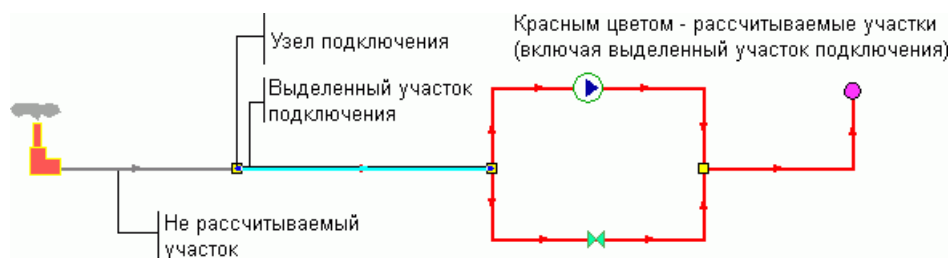 Узел подключения
Красным цветом - рассчитываемые участки
(включая выделенный участок подключения)
Выделенный участок
подключения
Не рассчитываемый
участок